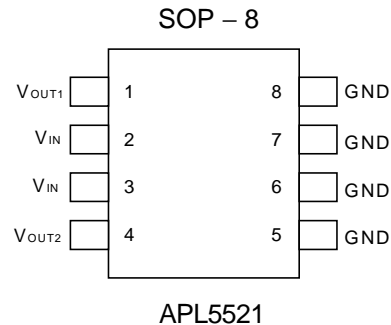 SOP – 8
VOUT1 1 8 GND
VIN 2 7 GND
VIN 3 6 GND
VOUT2 4 5 GND
APL5521